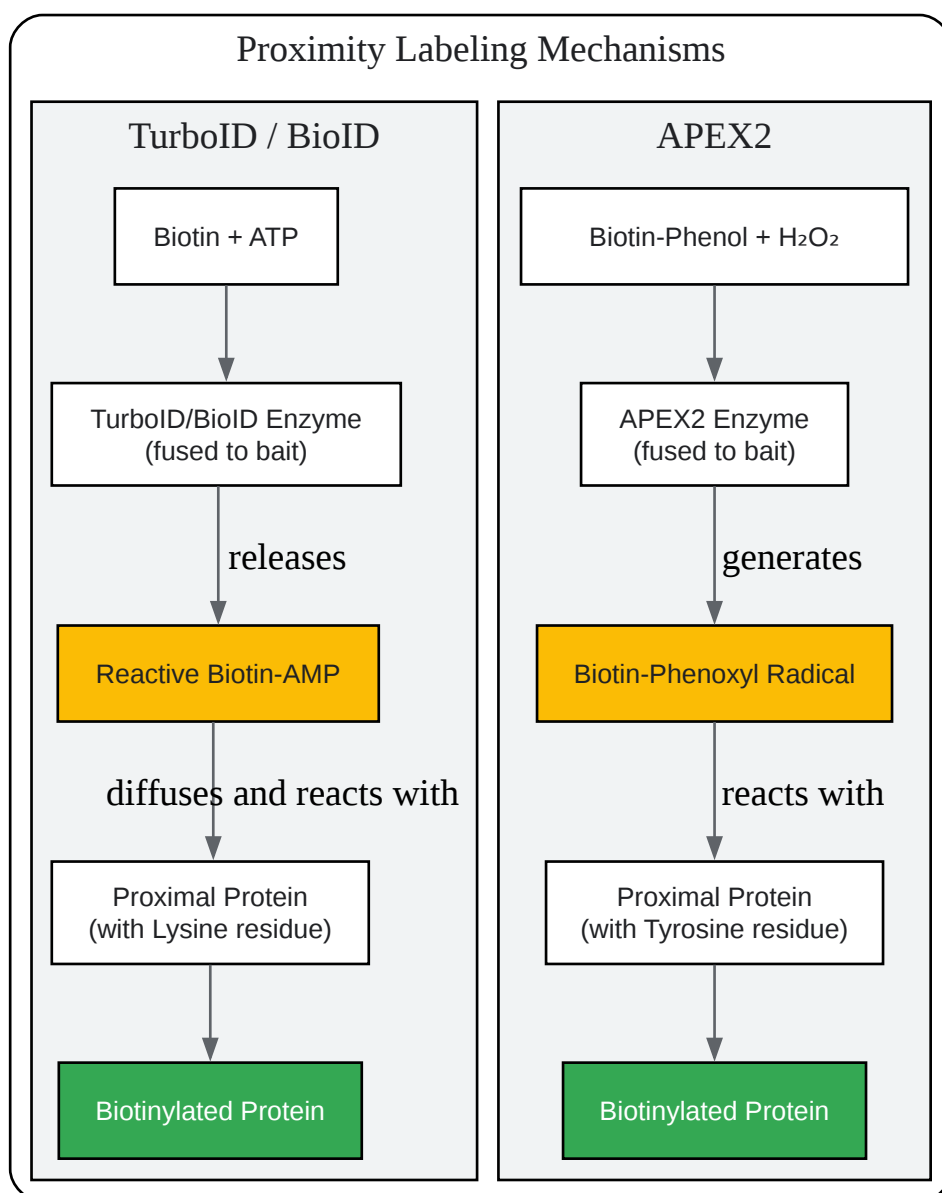 Proximity Labeling Mechanisms
TurboID / BioID
Biotin + ATP
TurboID/BioID Enzyme
(fused to bait)
releases
Reactive Biotin-AMP
diffuses and reacts with
Proximal Protein
(with Lysine residue)
Biotinylated Protein
APEX2
Biotin-Phenol + H₂O₂
APEX2 Enzyme
(fused to bait)
generates
Biotin-Phenoxyl Radical
reacts with
Proximal Protein
(with Tyrosine residue)
Biotinylated Protein